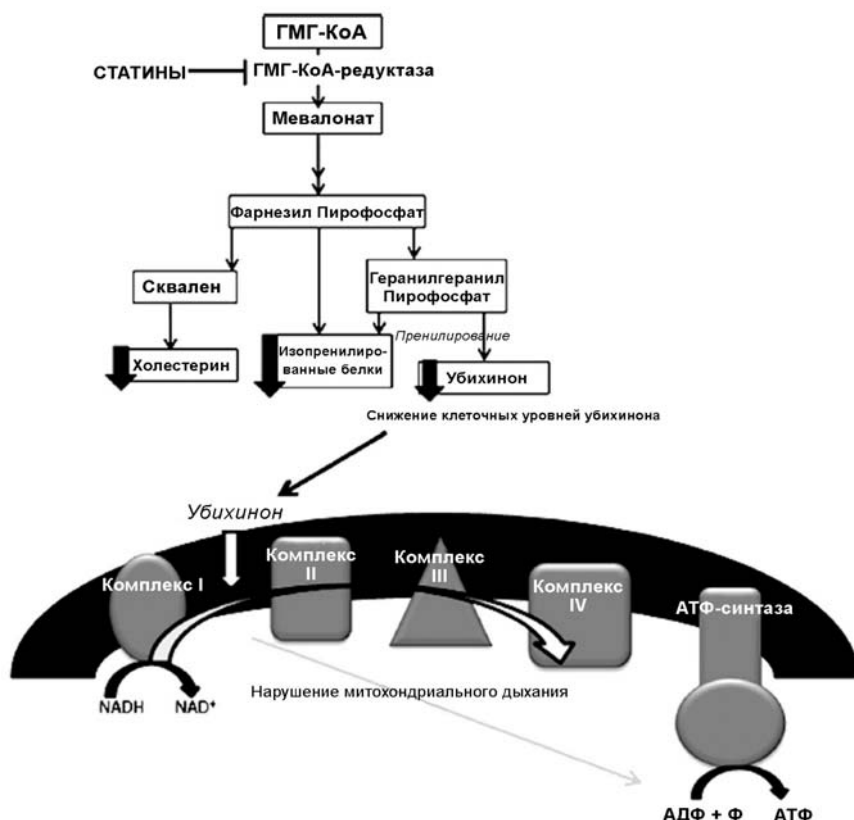 ГМГ-КоА
СТАТИНЫ
ГМГ-КоА-редуктаза
Мевалонат
Фарнезил Пирофосфат
Сквален
Геранилгеранил
Пирофосфат
Пренилирование
Холестерин
Изопренилиро-
ванные белки
Убихинон
Снижение клеточных уровней убихинона
Убихинон
Комплекс I
Комплекс
II
Комплекс
III
Комплекс
IV
АТФ-синтаза
Нарушение митохондриального дыхания
NADH
NAD⁺
АДФ + Ф
АТФ